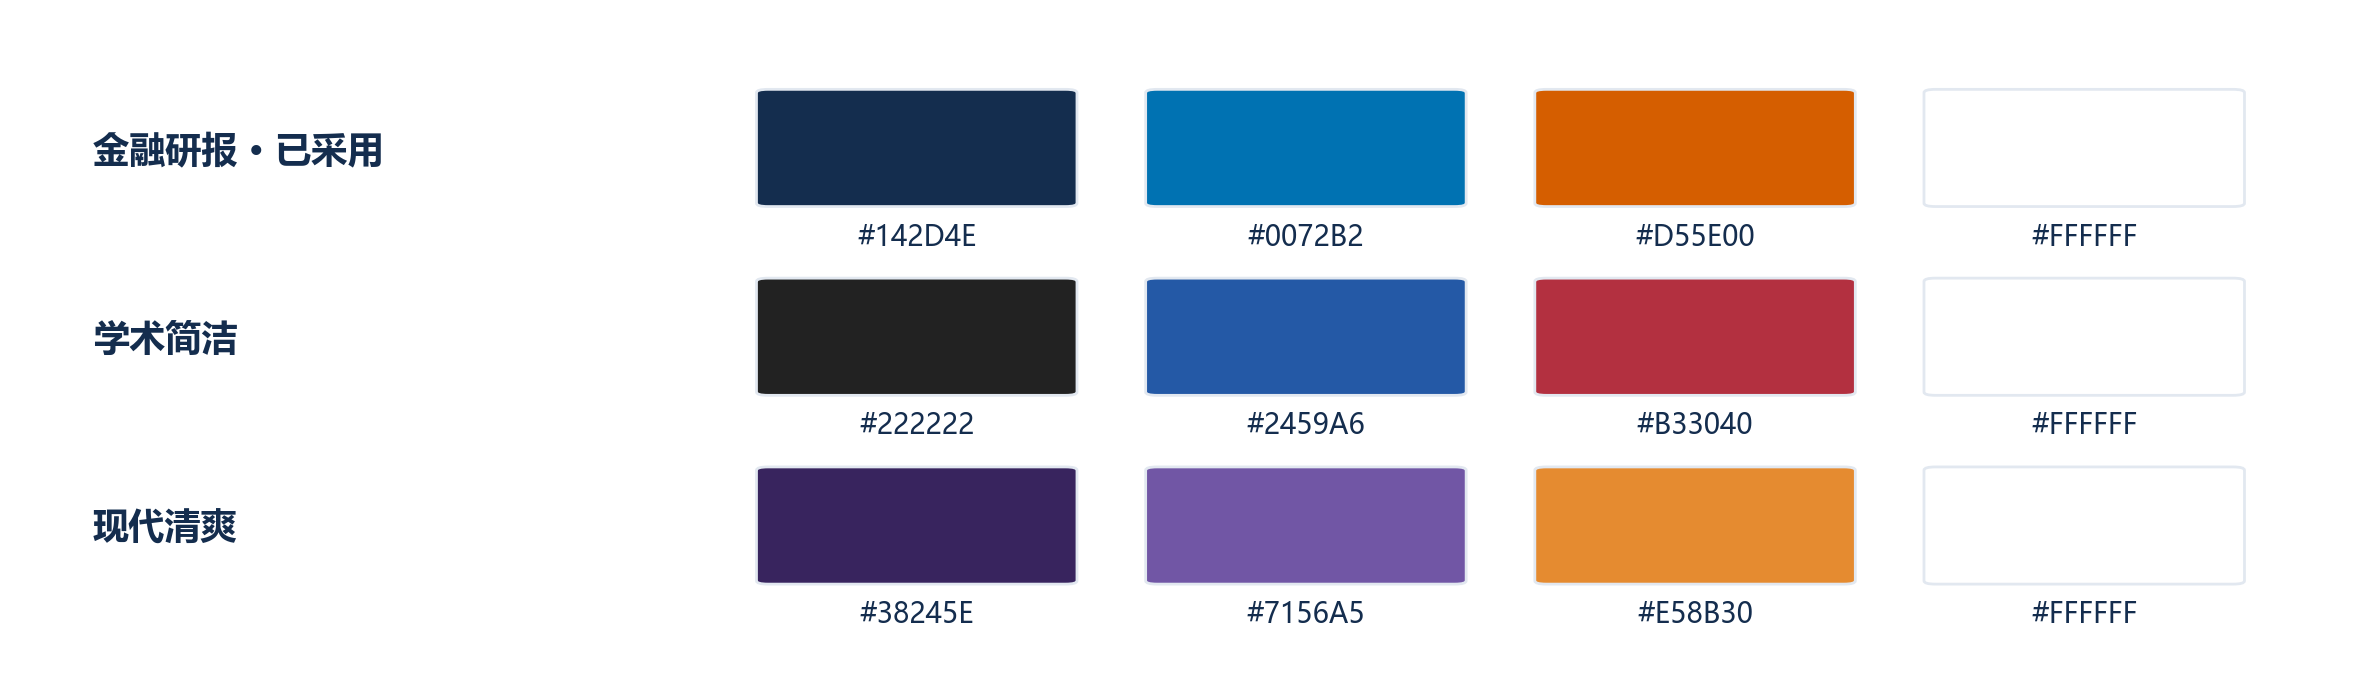 金融研报・已采用
#142D4E #0072B2 #D55E00 #FFFFFF
学术简洁
#222222 #2459A6 #B33040 #FFFFFF
现代清爽
#38245E #7156A5 #E58B30 #FFFFFF